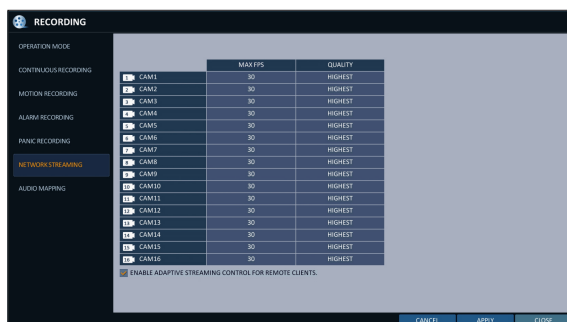 RECORDING
OPERATION MODE
CONTINUOUS RECORDING
MOTION RECORDING
ALARM RECORDING
PANIC RECORDING
NETWORK STREAMING
AUDIO MAPPING
MAX FPS QUALITY
1 CAM1 30 HIGHEST
2 CAM2 30 HIGHEST
3 CAM3 30 HIGHEST
4 CAM4 30 HIGHEST
5 CAM5 30 HIGHEST
6 CAM6 30 HIGHEST
7 CAM7 30 HIGHEST
8 CAM8 30 HIGHEST
9 CAM9 30 HIGHEST
10 CAM10 30 HIGHEST
11 CAM11 30 HIGHEST
12 CAM12 30 HIGHEST
13 CAM13 30 HIGHEST
14 CAM14 30 HIGHEST
15 CAM15 30 HIGHEST
16 CAM16 30 HIGHEST
ENABLE ADAPTIVE STREAMING CONTROL FOR REMOTE CLIENTS.
CANCEL APPLY CLOSE